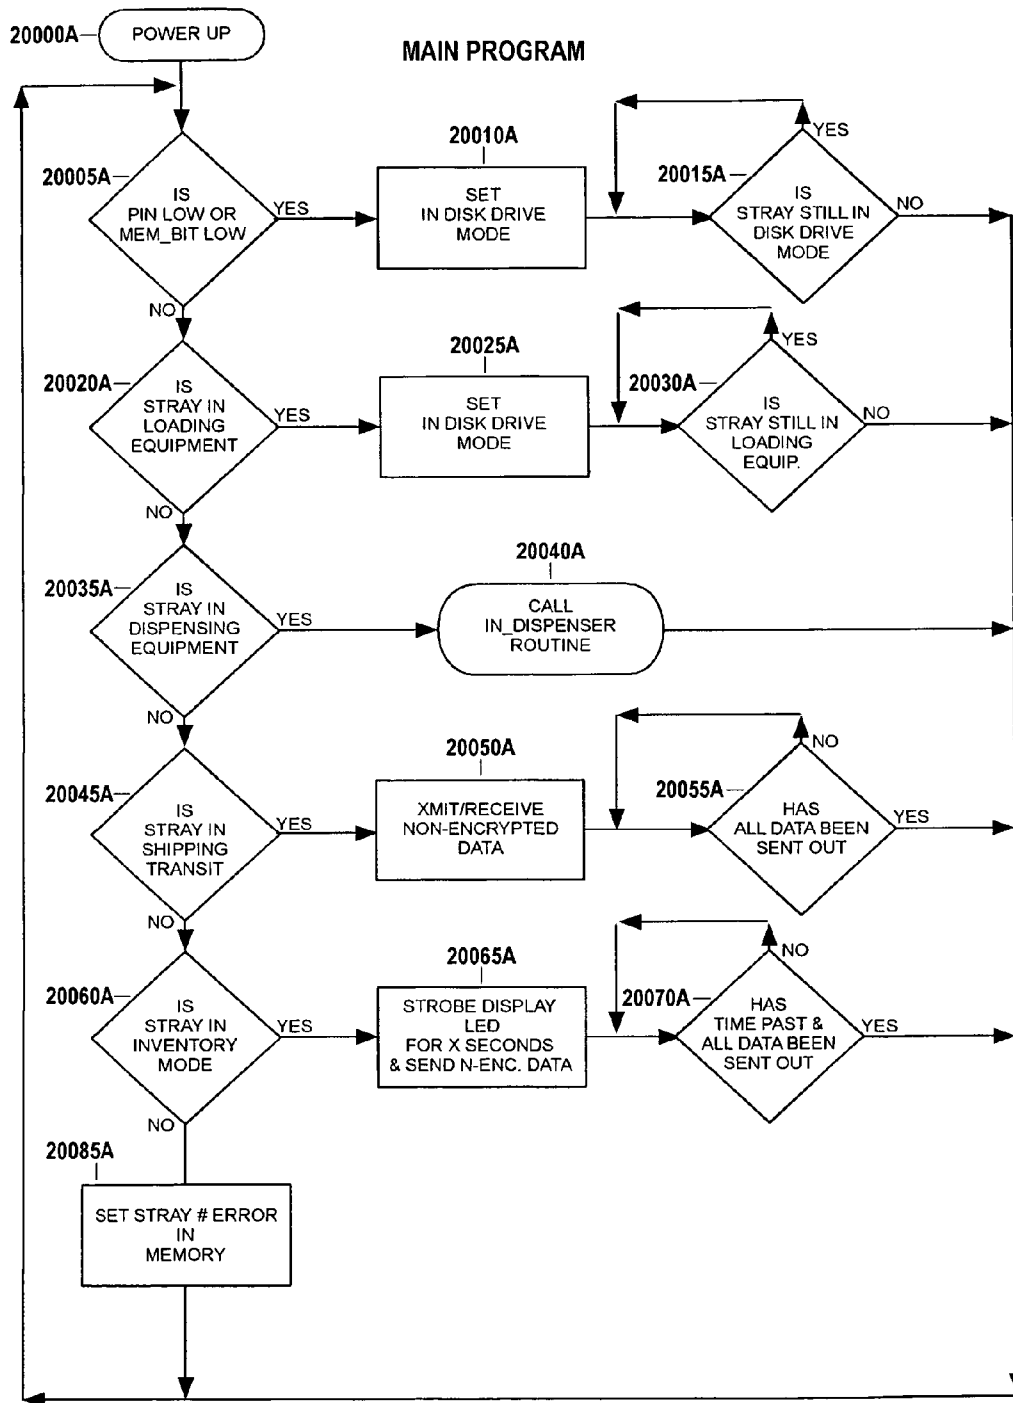 20000A
POWER UP
MAIN PROGRAM
20005A
IS
PIN LOW OR
MEM_BIT LOW
YES
NO
20010A
SET
IN DISK DRIVE
MODE
20015A
IS
STRAY STILL IN
DISK DRIVE
MODE
YES
NO
20020A
IS
STRAY IN
LOADING
EQUIPMENT
YES
NO
20025A
SET
IN DISK DRIVE
MODE
20030A
IS
STRAY STILL IN
LOADING
EQUIP.
YES
NO
20035A
IS
STRAY IN
DISPENSING
EQUIPMENT
YES
NO
20040A
CALL
IN_DISPENSER
ROUTINE
20045A
IS
STRAY IN
SHIPPING
TRANSIT
YES
NO
20050A
XMIT/RECEIVE
NON-ENCRYPTED
DATA
20055A
HAS
ALL DATA BEEN
SENT OUT
NO
YES
20060A
IS
STRAY IN
INVENTORY
MODE
YES
NO
20065A
STROBE DISPLAY
LED
FOR X SECONDS
& SEND N-ENC. DATA
20070A
HAS
TIME PAST &
ALL DATA BEEN
SENT OUT
NO
YES
20085A
SET STRAY # ERROR
IN
MEMORY